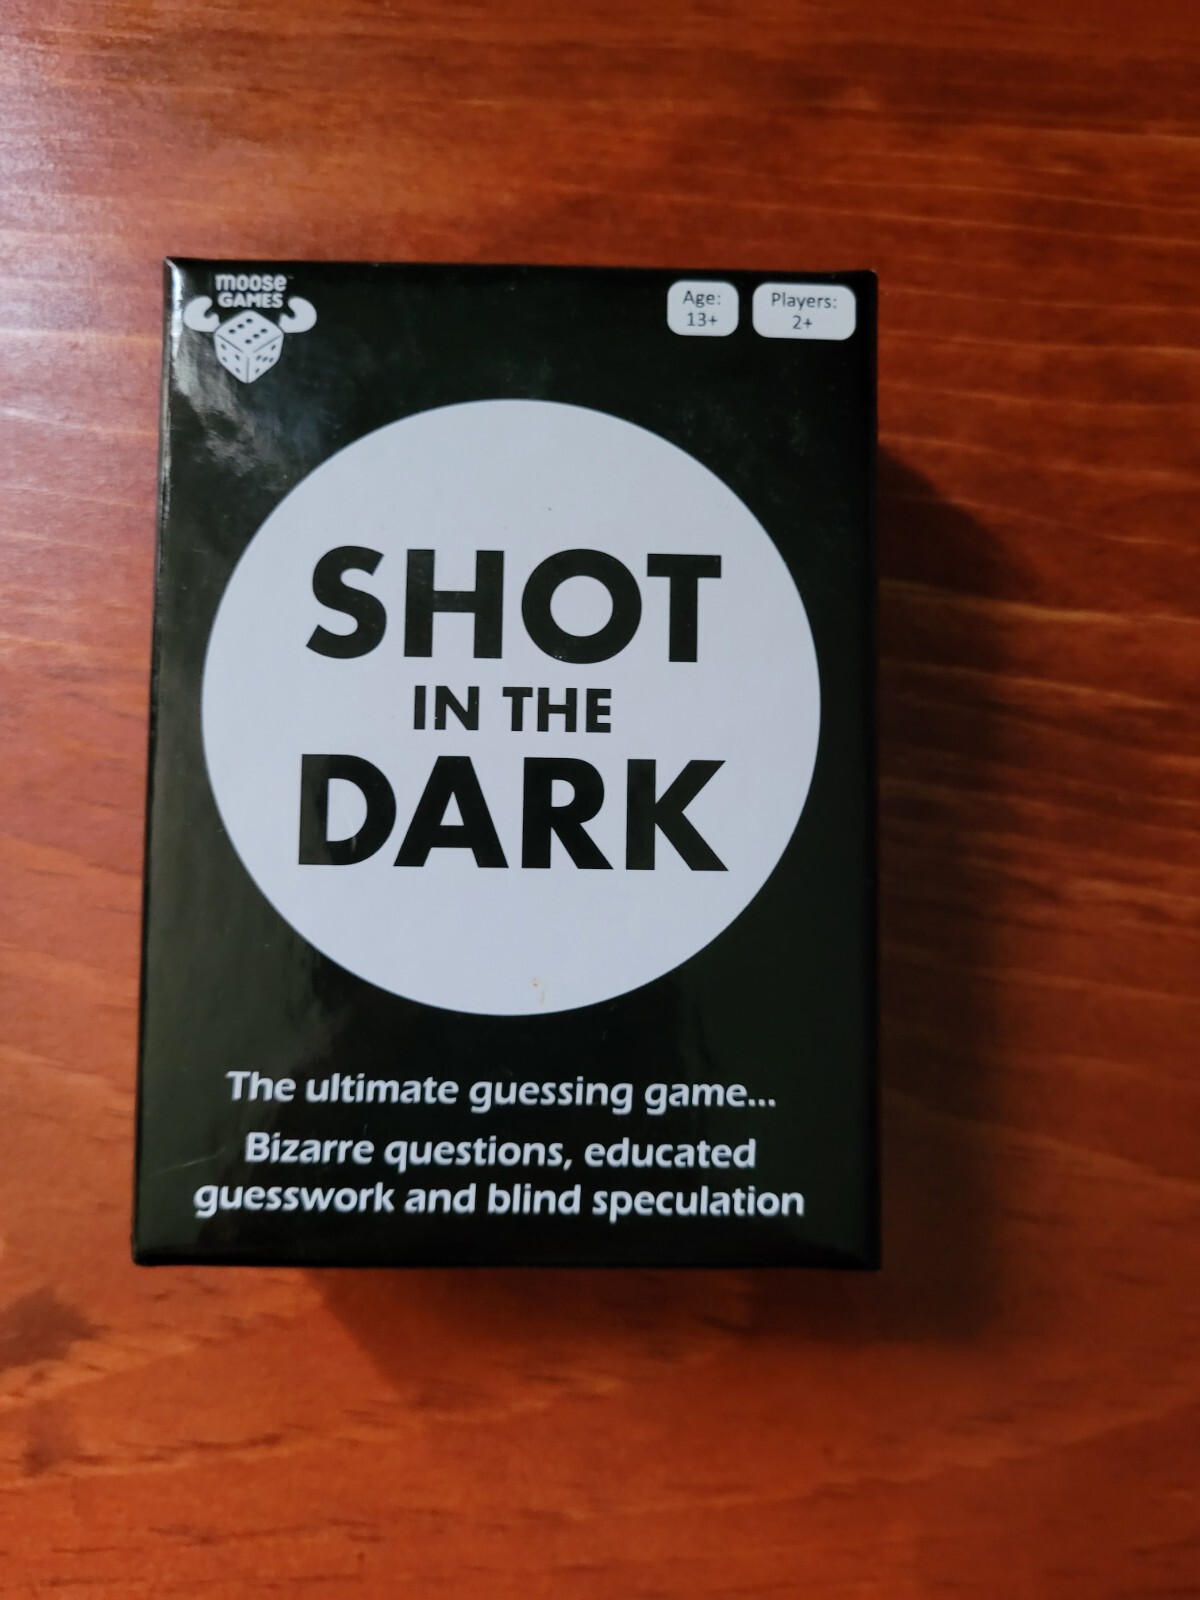 moose™
GAMES
Age:
13+
Players:
2+
SHOT
IN THE
DARK
The ultimate guessing game...
Bizarre questions, educated
guesswork and blind speculation